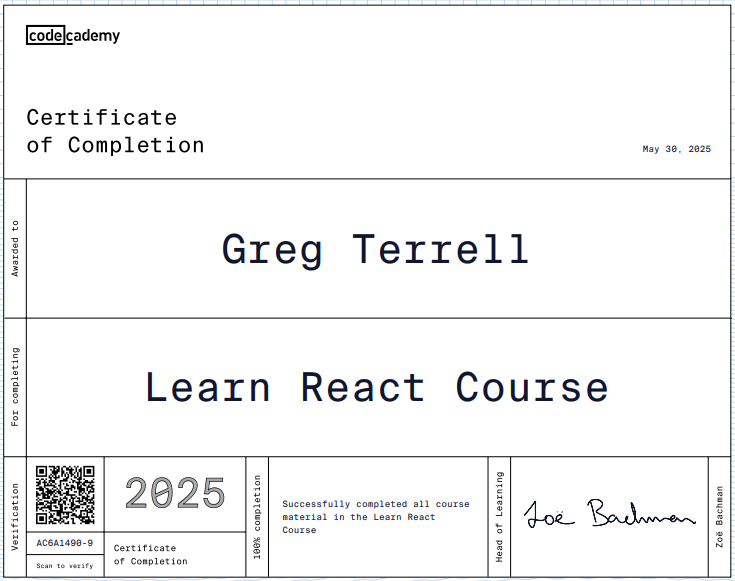 codecademy
Certificate
of Completion
May 30, 2025
Awarded to
Greg Terrell
For completing
Learn React Course
Verification
AC6A1490-9
Scan to verify
2025
Certificate
of Completion
100% completion
Successfully completed all course
material in the Learn React
Course
Head of Learning
Zoë Bachman
Zoë Bachman